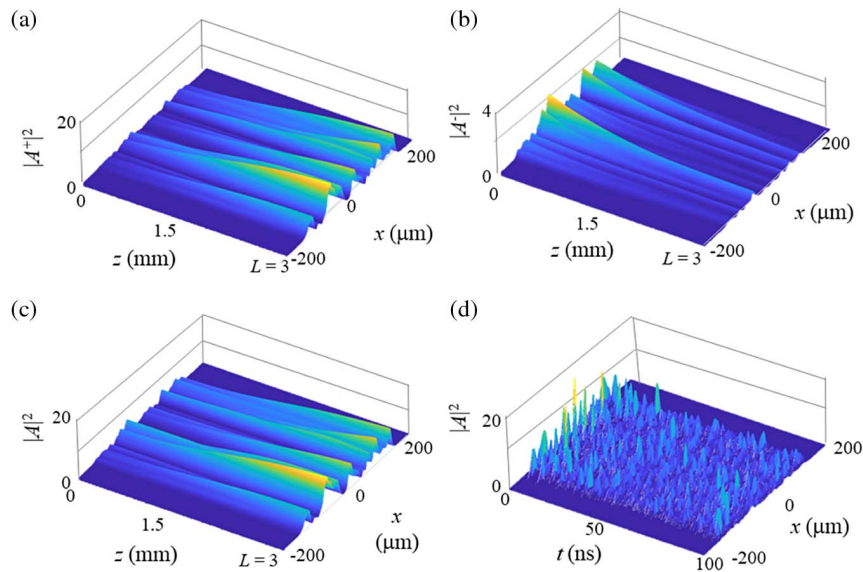 (a)
|A⁺|²
20
0
0
1.5
z (mm)
L = 3
-200
0
200
x (μm)
(b)
|A⁻|²
4
0
0
1.5
z (mm)
L = 3
-200
0
200
x (μm)
(c)
|A|²
20
0
0
1.5
z (mm)
L = 3
-200
0
200
x
(μm)
(d)
|A|²
20
0
0
50
t (ns)
100
-200
0
200
x (μm)